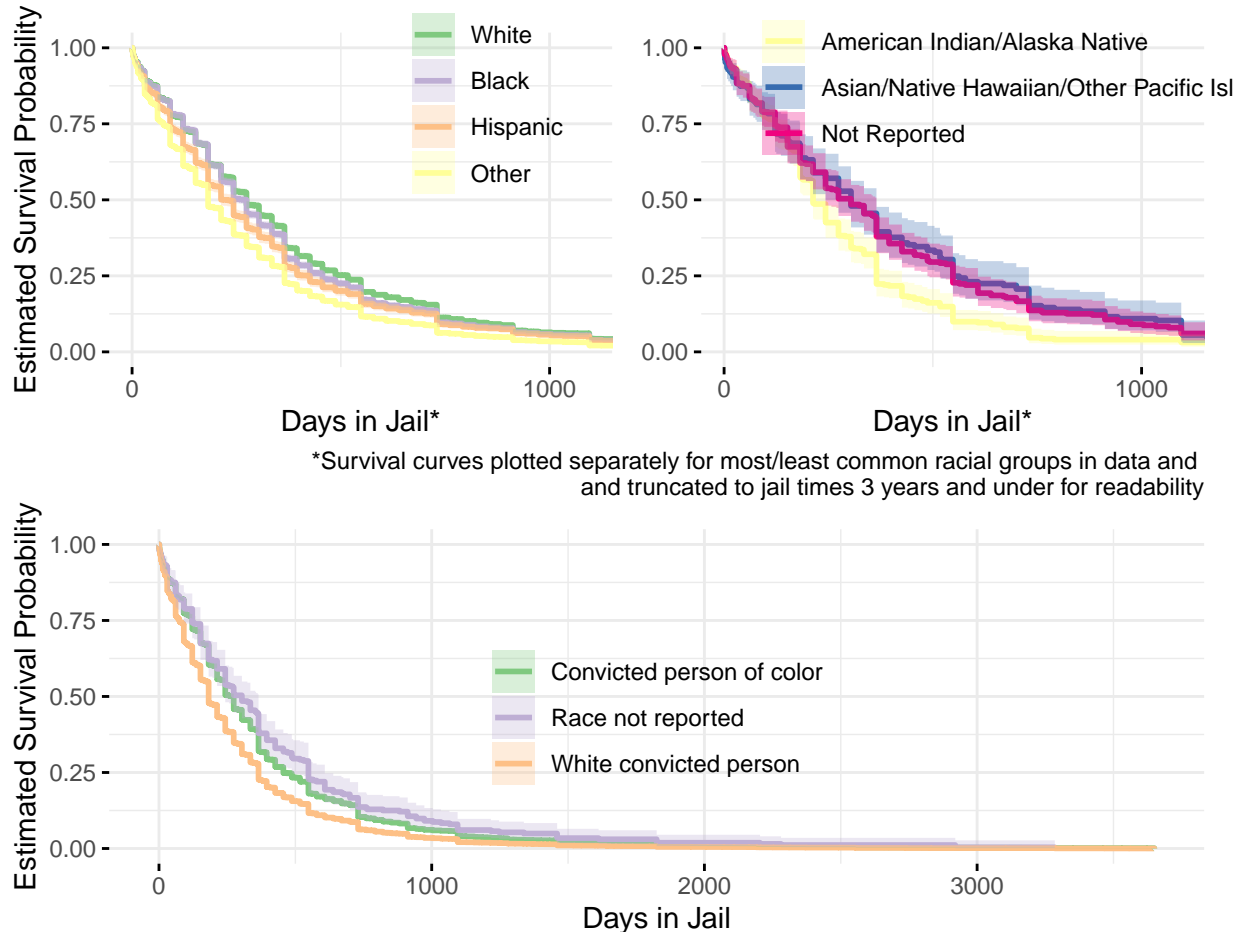 White
Black
Hispanic
Other
1.00
0.75
0.50
0.25
0.00
Estimated Survival Probability
0
1000
Days in Jail*
American Indian/Alaska Native
Asian/Native Hawaiian/Other Pacific Isl
Not Reported
1.00
0.75
0.50
0.25
0.00
0
1000
Days in Jail*
*Survival curves plotted separately for most/least common racial groups in data and
and truncated to jail times 3 years and under for readability
Estimated Survival Probability
1.00
0.75
0.50
0.25
0.00
Convicted person of color
Race not reported
White convicted person
0
1000
2000
3000
Days in Jail